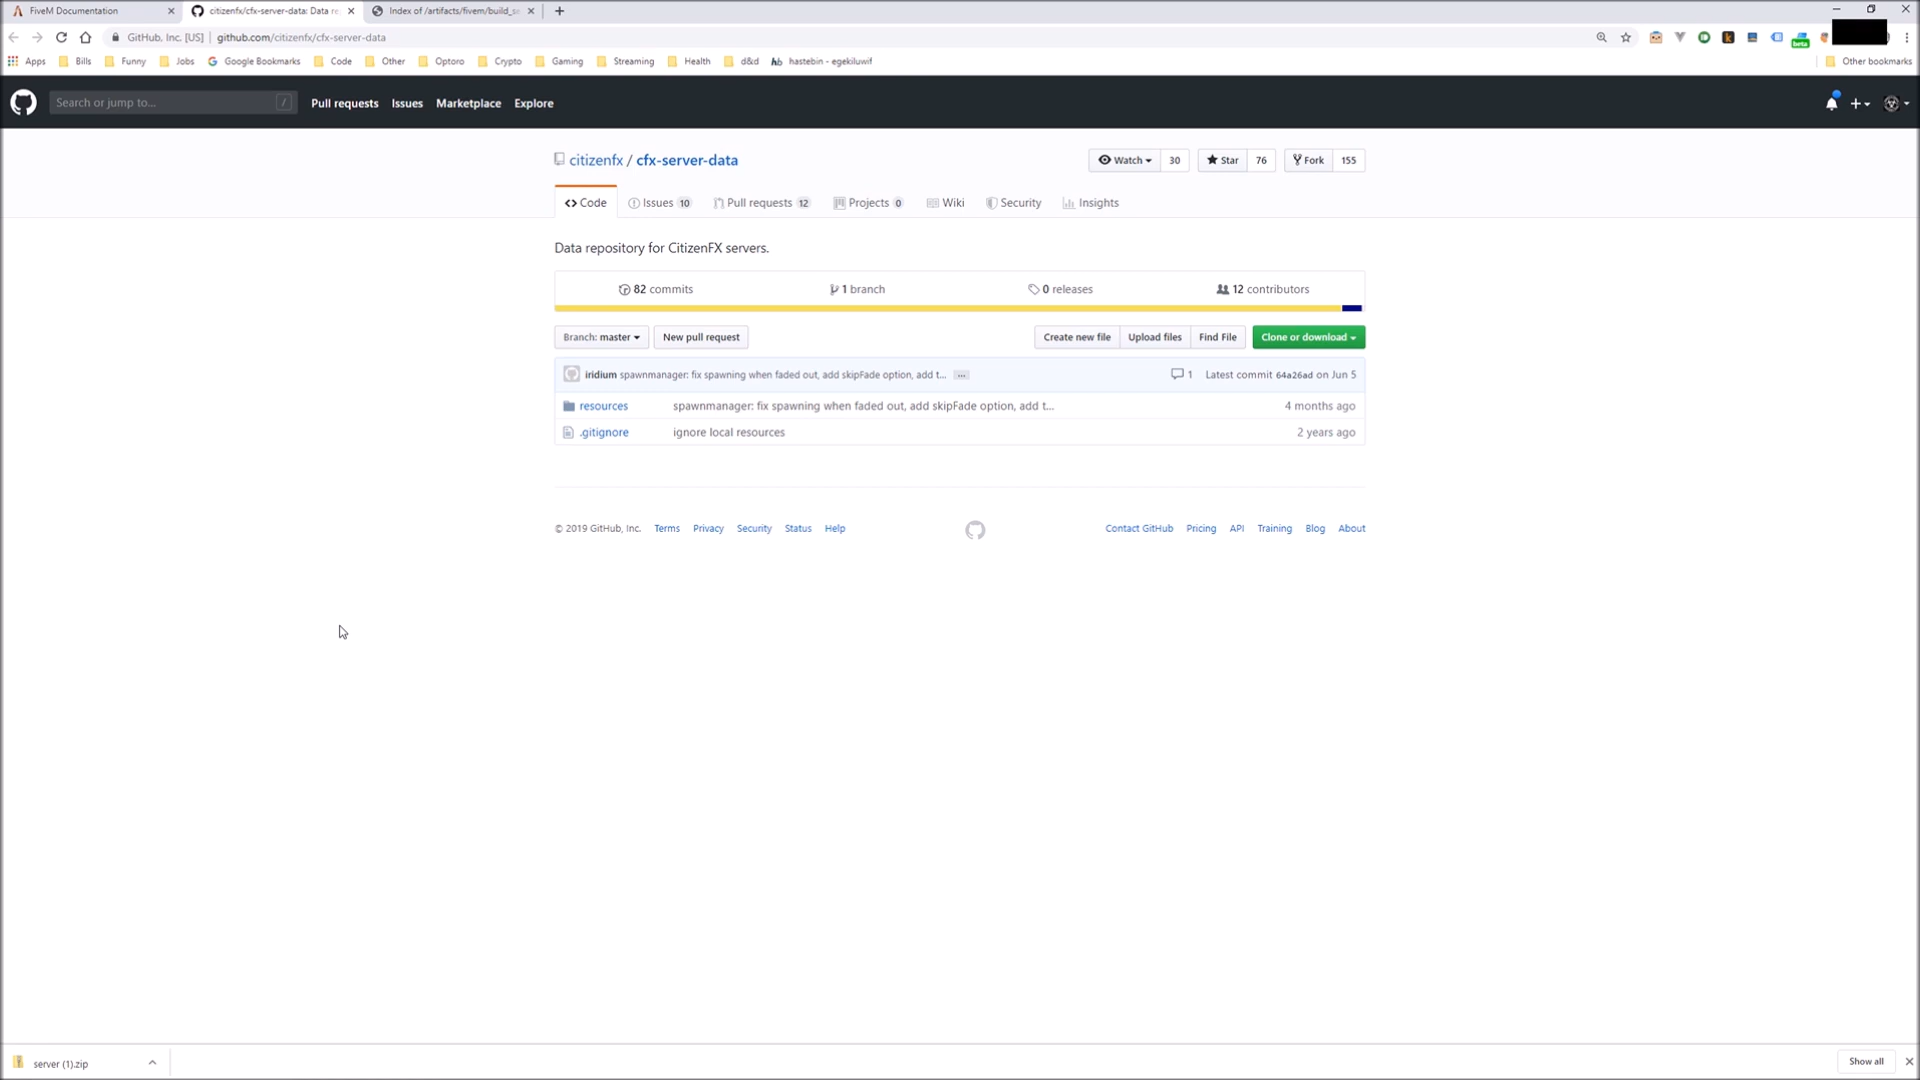 FiveM Documentation
citizenfx/cfx-server-data: Data re
Index of /artifacts/fivem/build_se
GitHub, Inc. [US] | github.com/citizenfx/cfx-server-data
beta
Apps Bills Funny Jobs Google Bookmarks Code Other Optoro Crypto Gaming Streaming Health d&d hb hastebin - egekiluwif Other bookmarks
Search or jump to... / Pull requests Issues Marketplace Explore
citizenfx / cfx-server-data
Watch 30 Star 76 Fork 155
<> Code Issues 10 Pull requests 12 Projects 0 Wiki Security Insights
Data repository for CitizenFX servers.
82 commits 1 branch 0 releases 12 contributors
Branch: master New pull request Create new file Upload files Find File Clone or download
iridium spawnmanager: fix spawning when faded out, add skipFade option, add t... ... 1 Latest commit 64a26ad on Jun 5
resources spawnmanager: fix spawning when faded out, add skipFade option, add t... 4 months ago
.gitignore ignore local resources 2 years ago
© 2019 GitHub, Inc. Terms Privacy Security Status Help Contact GitHub Pricing API Training Blog About
server (1).zip Show all